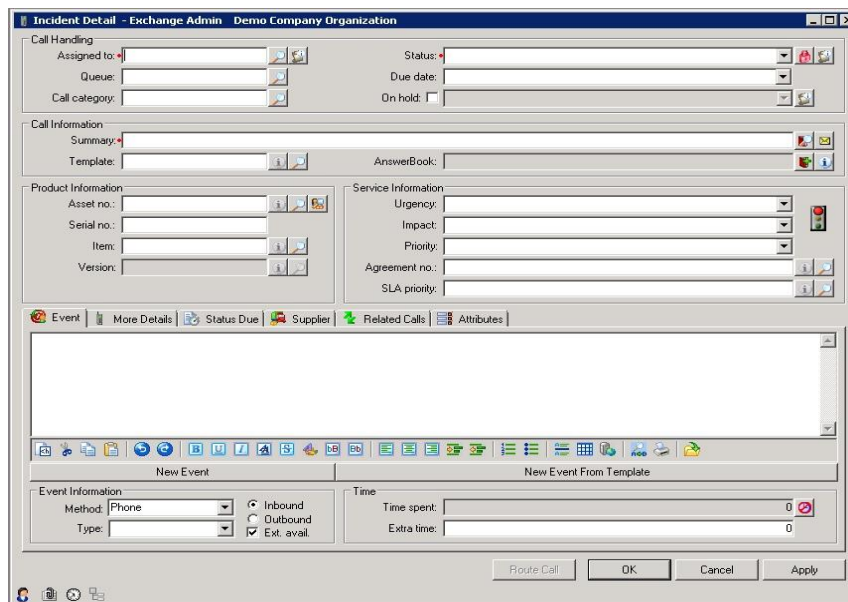 Incident Detail - Exchange Admin Demo Company Organization
Call Handling
Assigned to: Status:
Queue: Due date:
Call category: On hold:
Call Information
Summary:
Template: AnswerBook:
Product Information Service Information
Asset no.: Urgency:
Serial no.: Impact:
Item: Priority:
Version: Agreement no.:
SLA priority:
Event More Details Status Due Supplier Related Calls Attributes
New Event New Event From Template
Event Information Time
Method: Phone Inbound Time spent: 0
Outbound
Type: Ext. avail. Extra time: 0
Route Call OK Cancel Apply